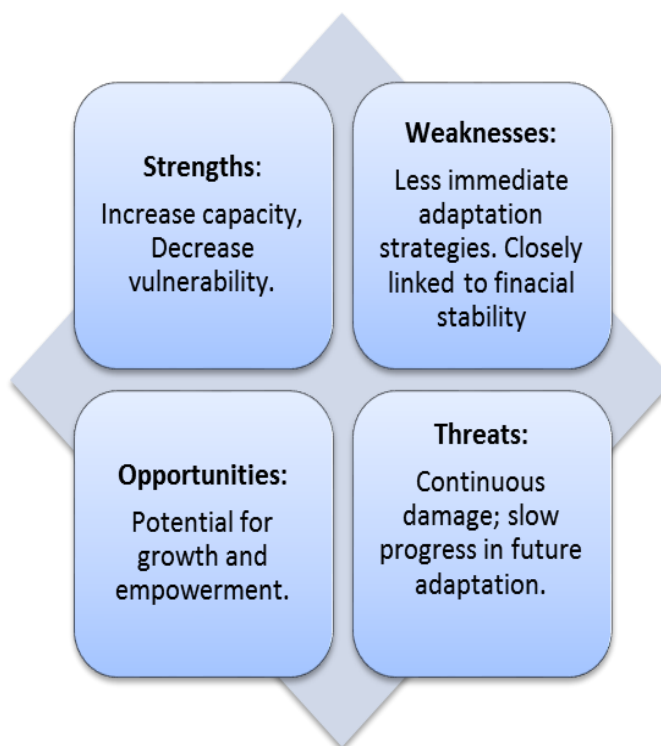 Strengths:
Increase capacity,
Decrease
vulnerability.
Weaknesses:
Less immediate
adaptation
strategies. Closely
linked to finacial
stability
Opportunities:
Potential for
growth and
empowerment.
Threats:
Continuous
damage; slow
progress in future
adaptation.